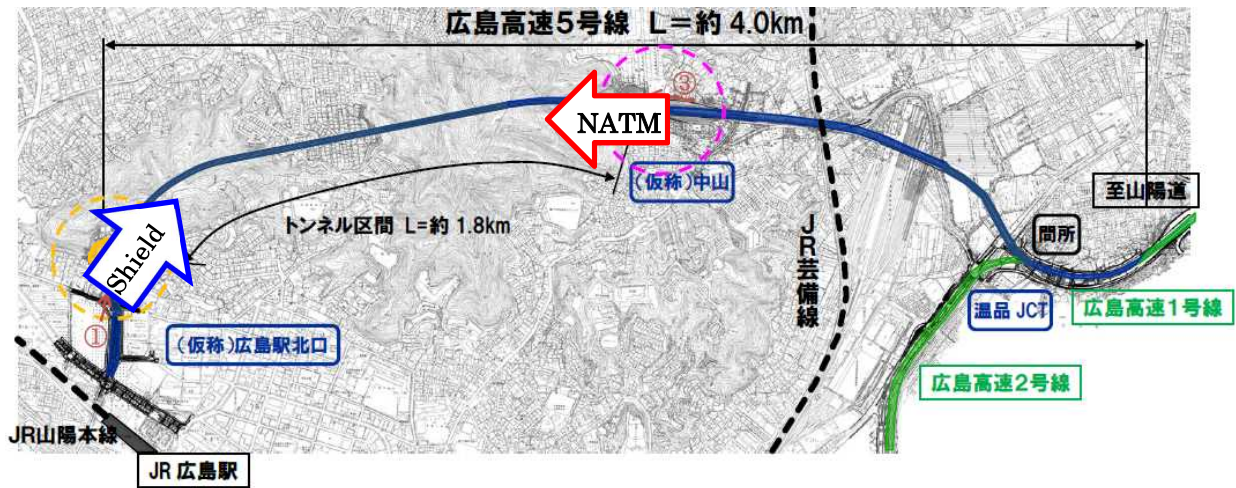 広島高速5号線 L=約 4.0km
③
NATM
(仮称)中山
至山陽道
トンネル区間 L=約 1.8km
JR芸備線
間所
Shield
温品 JCT
広島高速1号線
①
(仮称)広島駅北口
広島高速2号線
JR山陽本線
JR 広島駅